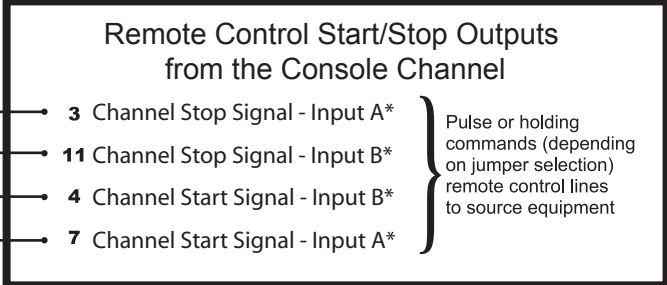 Remote Control Start/Stop Outputs
from the Console Channel
3 Channel Stop Signal - Input A*
11 Channel Stop Signal - Input B*
4 Channel Start Signal - Input B*
7 Channel Start Signal - Input A*
Pulse or holding
commands (depending
on jumper selection)
remote control lines
to source equipment